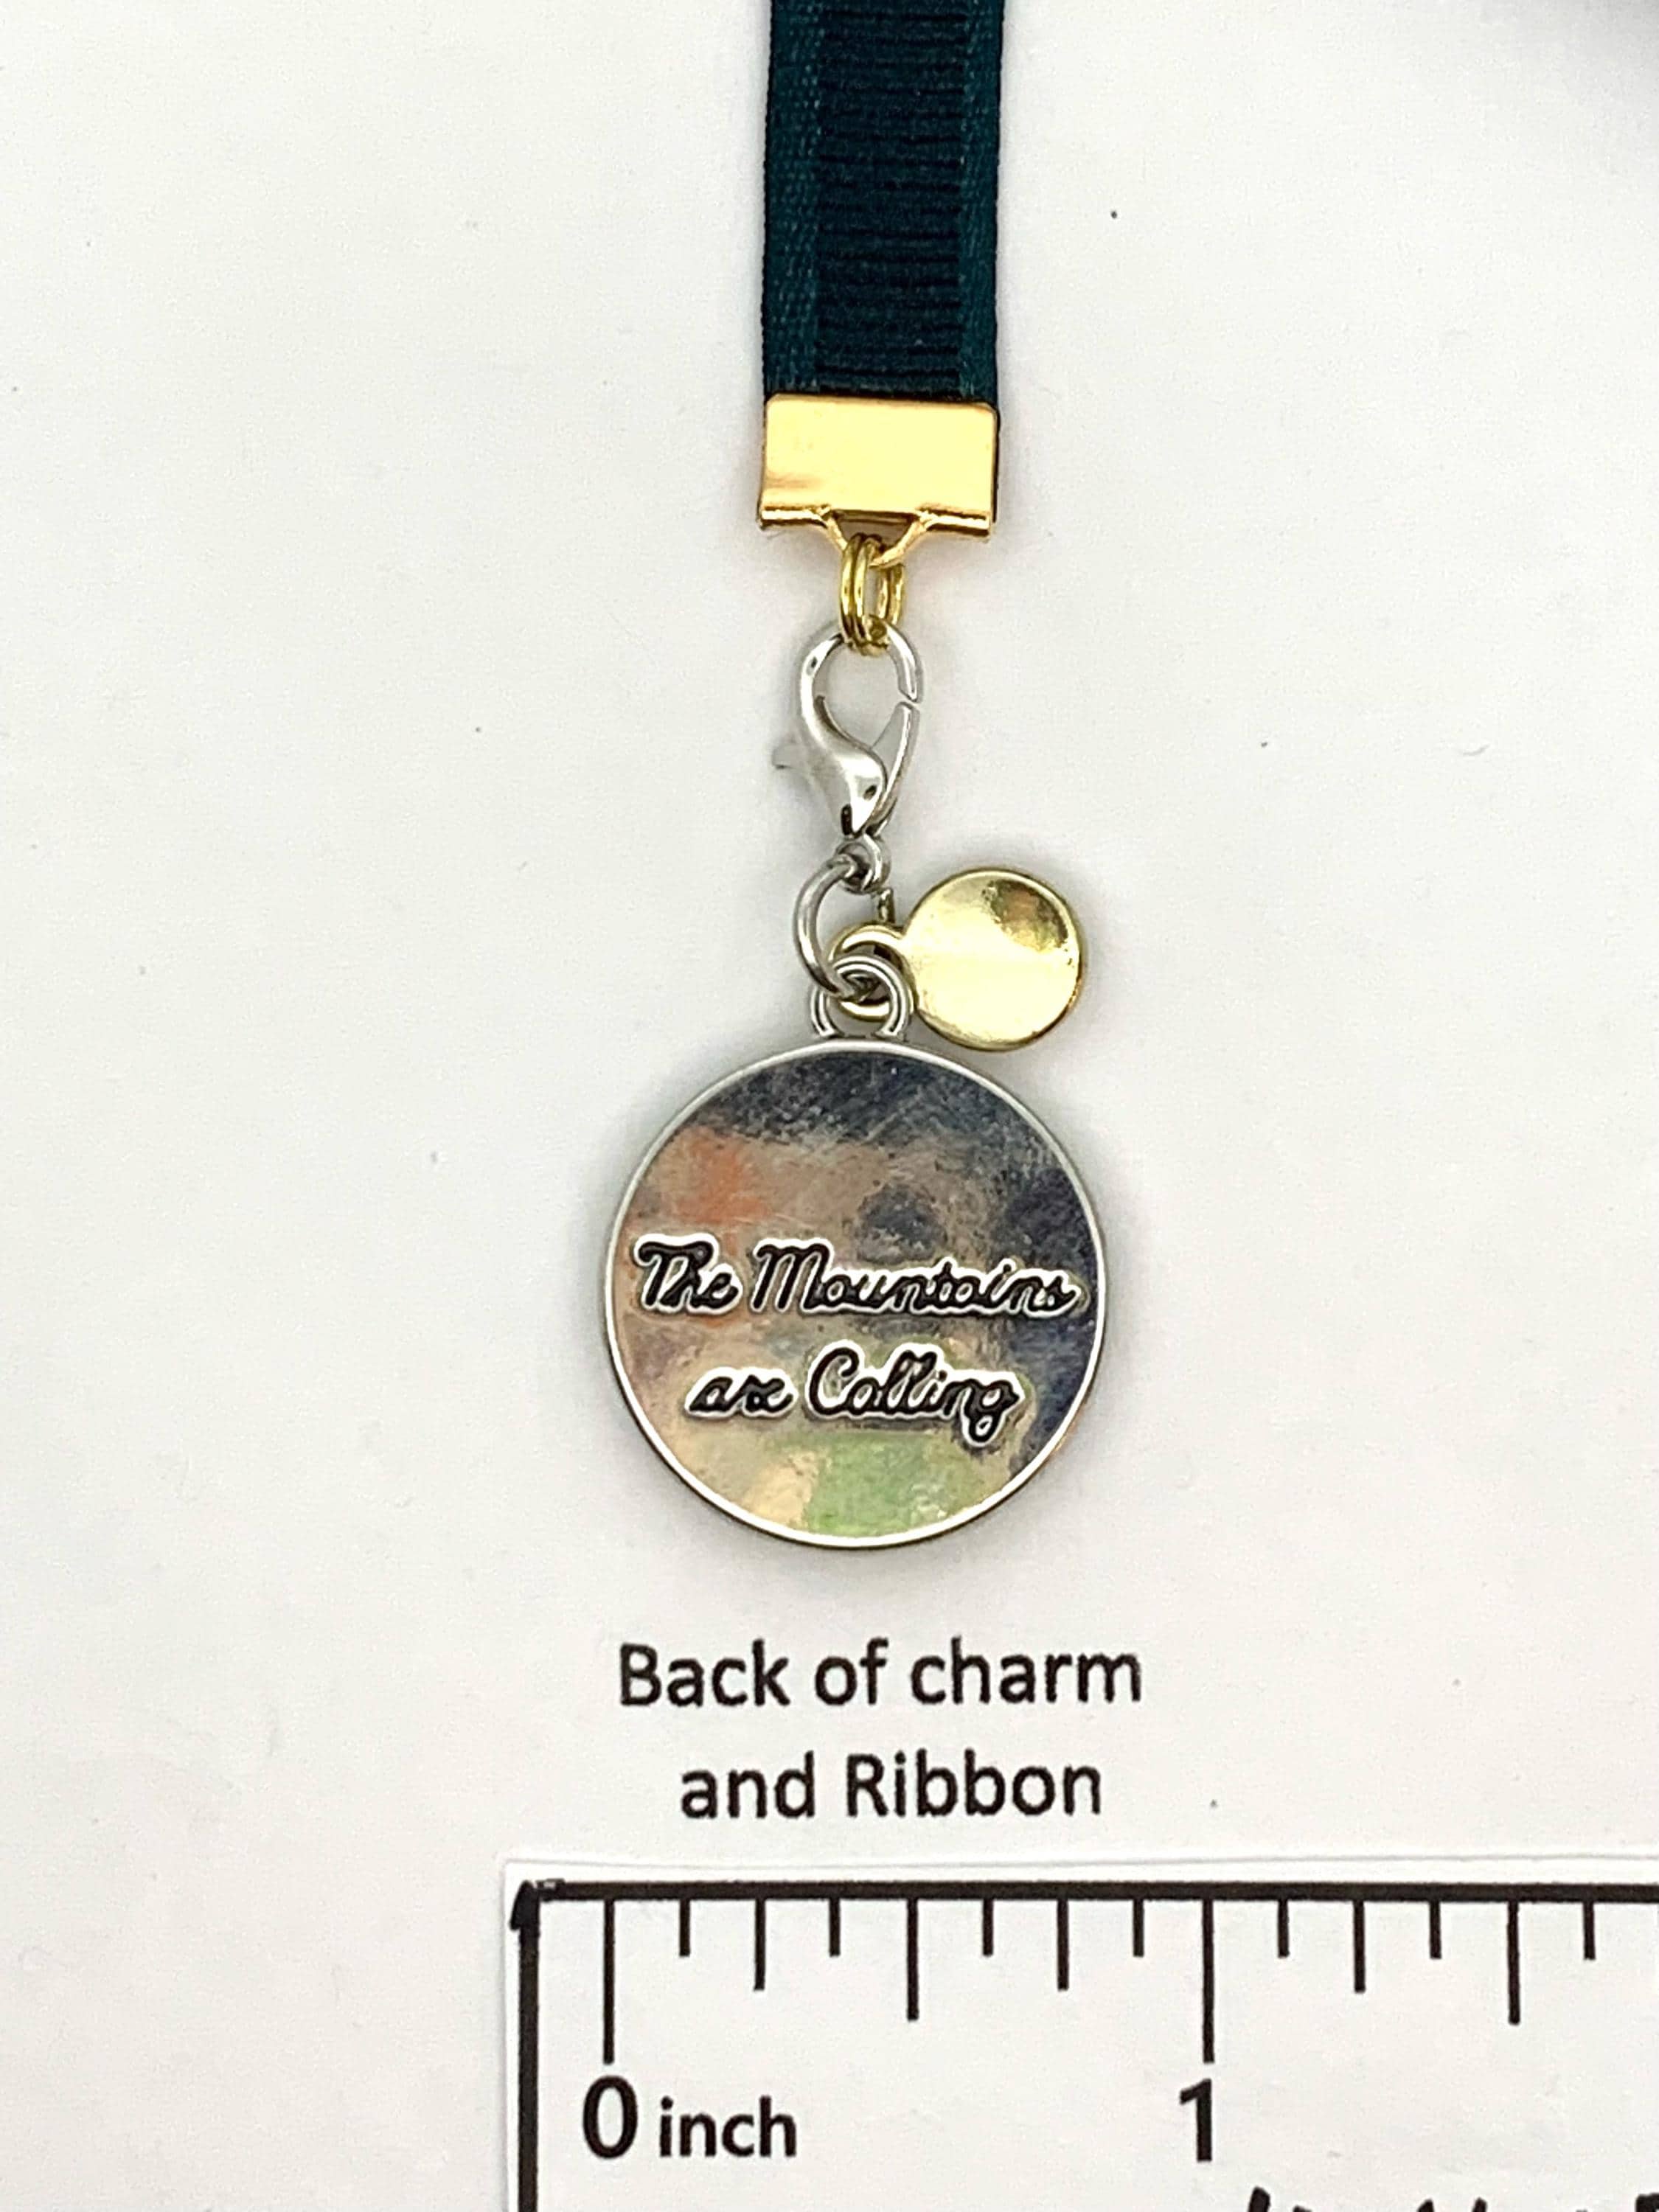 The Mountains
are Calling
Back of charm
and Ribbon
0 inch 1